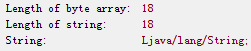 Length of byte array: 18
Length of string: 18
String: Ljava/lang/String;